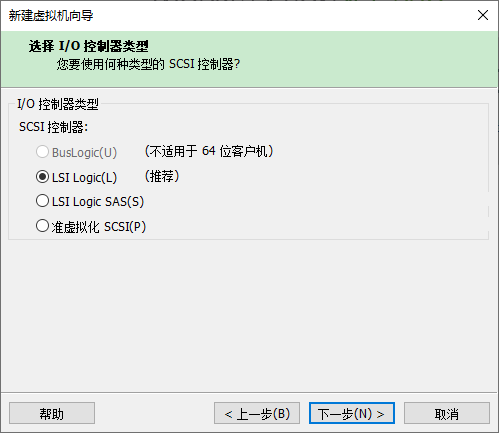 新建虚拟机向导
选择 I/O 控制器类型
您要使用何种类型的 SCSI 控制器?
I/O 控制器类型
SCSI 控制器:
BusLogic(U) （不适用于 64 位客户机）
LSI Logic(L) （推荐）
LSI Logic SAS(S)
准虚拟化 SCSI(P)
帮助 < 上一步(B) 下一步(N) > 取消